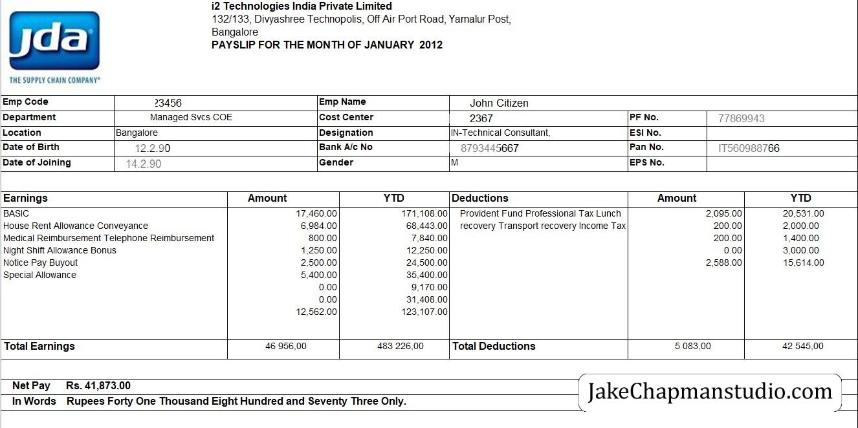 jda
THE SUPPLY CHAIN COMPANY®
i2 Technologies India Private Limited
132/133, Divyashree Technopolis, Off Air Port Road, Yamalur Post,
Bangalore
PAYSLIP FOR THE MONTH OF JANUARY 2012
Emp Code 23456 Emp Name John Citizen
Department Managed Svcs COE Cost Center 2367 PF No. 77869943
Location Bangalore Designation IN-Technical Consultant, ESI No.
Date of Birth 12.2.90 Bank A/c No 8793445667 Pan No. IT560988766
Date of Joining 14.2.90 Gender M EPS No.
Earnings Amount YTD Deductions Amount YTD
BASIC 17,460.00 171,108.00 Provident Fund Professional Tax Lunch 2,095.00 20,531.00
House Rent Allowance Conveyance 6,984.00 68,443.00 recovery Transport recovery Income Tax 200.00 2,000.00
Medical Reimbursement Telephone Reimbursement 800.00 7,840.00 200.00 1,400.00
Night Shift Allowance Bonus 1,250.00 12,250.00 0.00 3,000.00
Notice Pay Buyout 2,500.00 24,500.00 2,588.00 15,614.00
Special Allowance 5,400.00 35,400.00
0.00 9,170.00
0.00 31,408.00
12,562.00 123,107.00
Total Earnings 46 956,00 483 226,00 Total Deductions 5 083,00 42 545,00
Net Pay Rs. 41,873.00
In Words Rupees Forty One Thousand Eight Hundred and Seventy Three Only.
JakeChapmanstudio.com